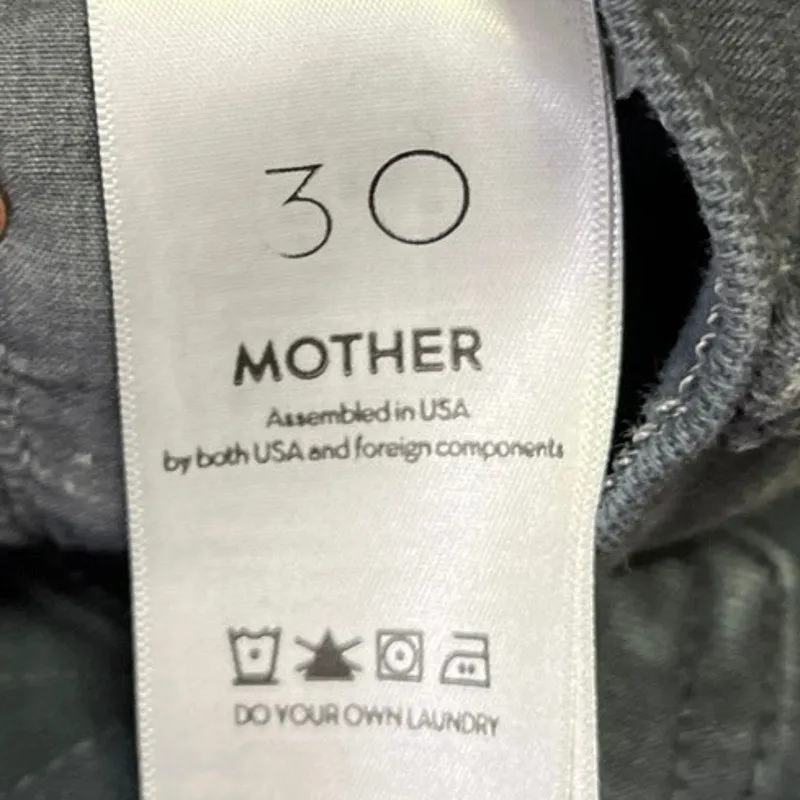 30
MOTHER
Assembled in USA
by both USA and foreign components
DO YOUR OWN LAUNDRY